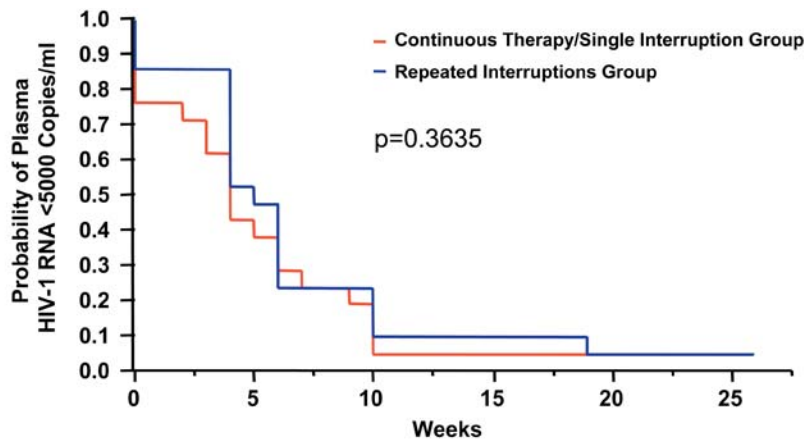 Probability of Plasma
HIV-1 RNA <5000 Copies/ml
1.0
0.9
0.8
0.7
0.6
0.5
0.4
0.3
0.2
0.1
0.0
Continuous Therapy/Single Interruption Group
Repeated Interruptions Group
p=0.3635
0 5 10 15 20 25
Weeks